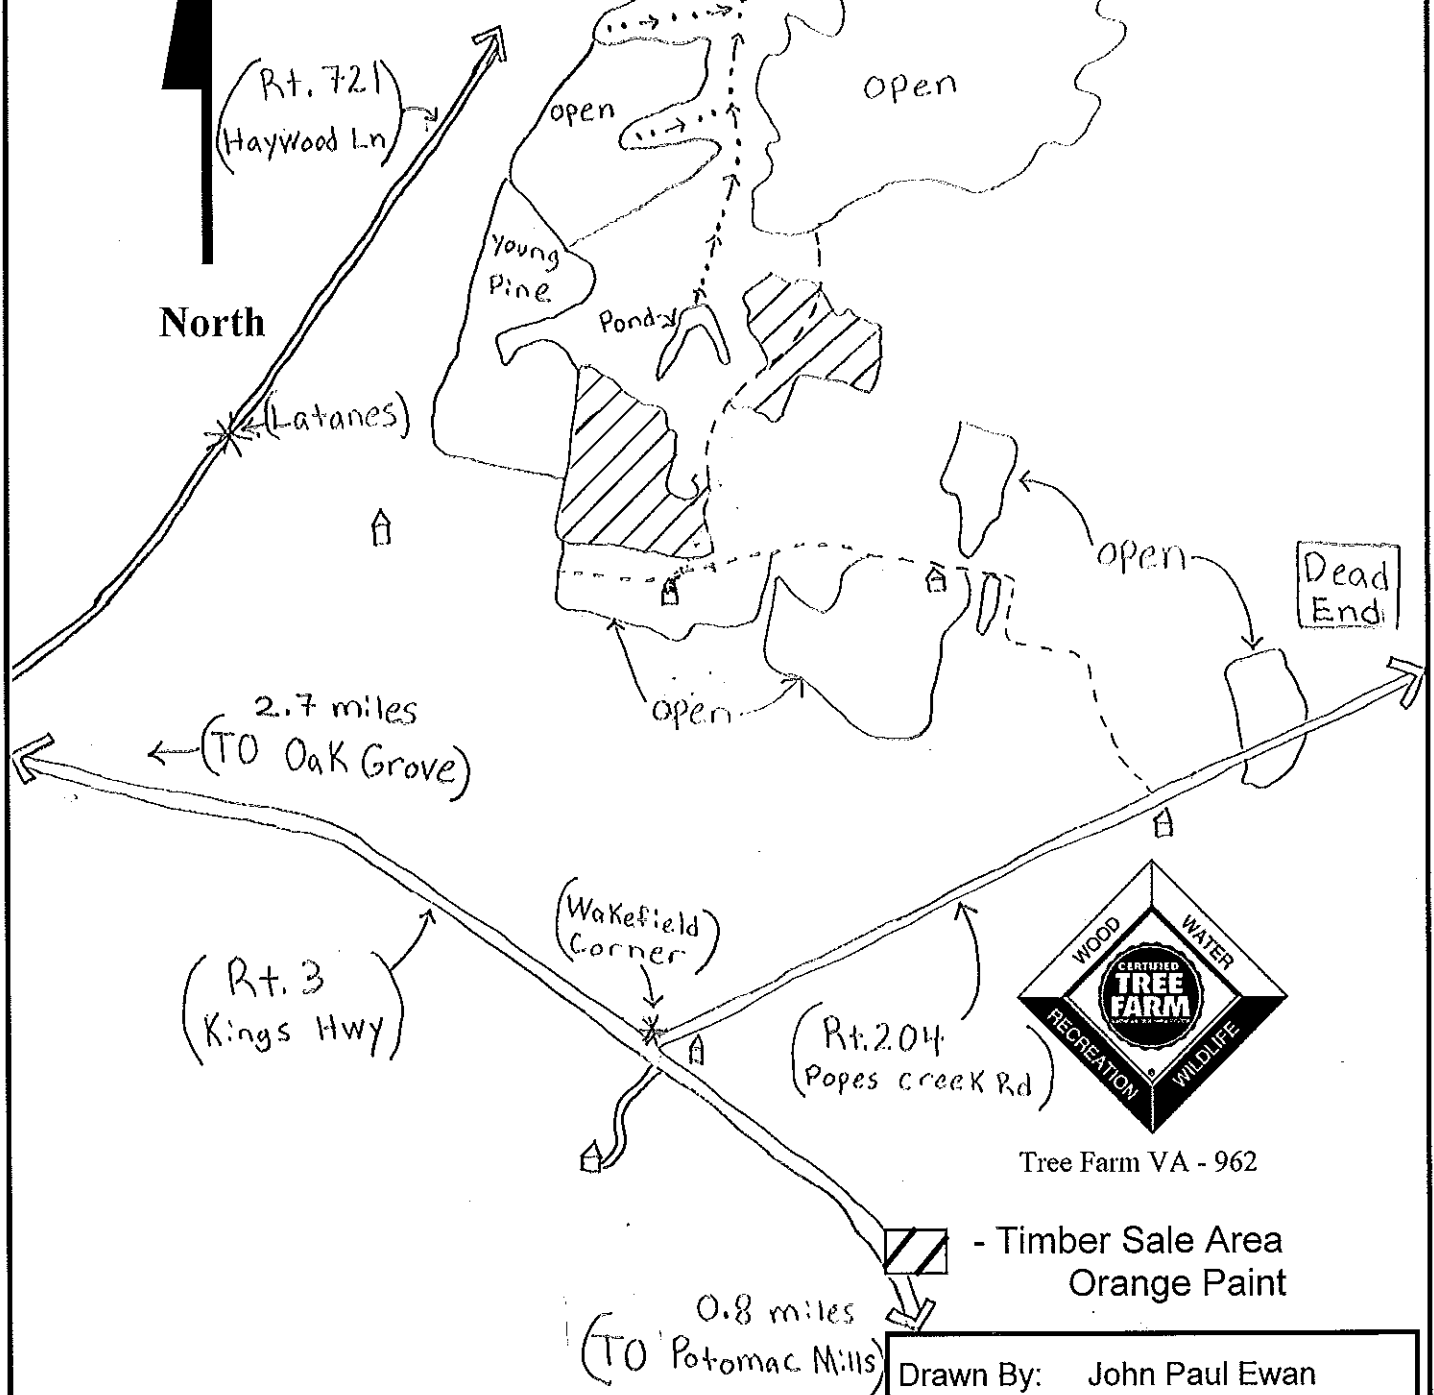 Open
(Rt. 721
Haywood Ln)
open
young
Pine
Pond
North
(Latanes)
open
Dead
End
2.7 miles
(TO Oak Grove)
open
(Wakefield
Corner)
WOOD
WATER
CERTIFIED
TREE
FARM
RECREATION
WILDLIFE
(Rt. 3
Kings Hwy)
(Rt. 204
Popes Creek Rd)
Tree Farm VA - 962
- Timber Sale Area
Orange Paint
0.8 miles
(TO Potomac Mills)
Drawn By: John Paul Ewan